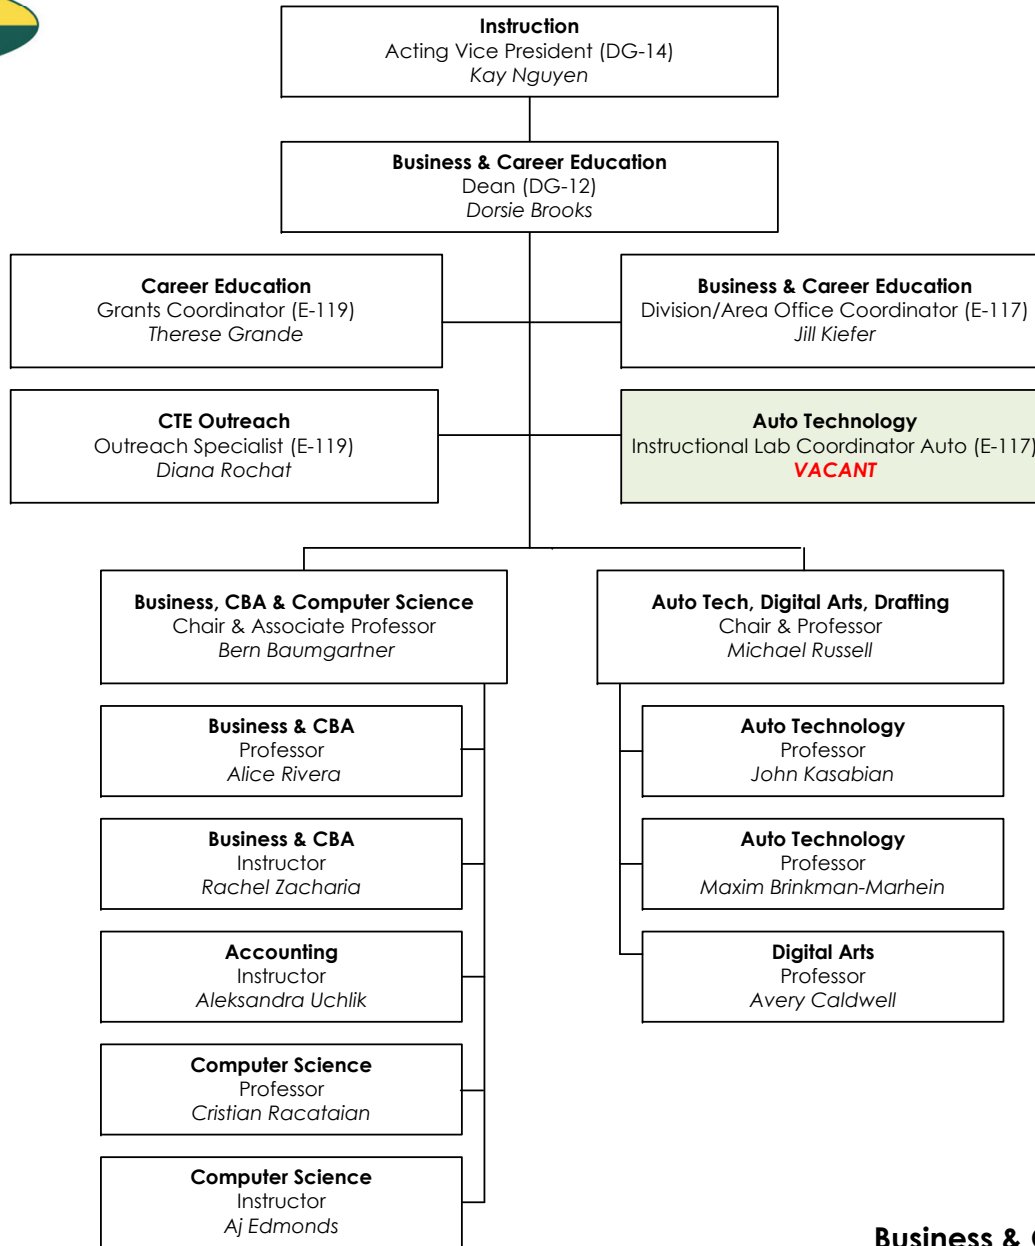 Instruction
Acting Vice President (DG-14)
Kay Nguyen
Business & Career Education
Dean (DG-12)
Dorsie Brooks
Career Education
Grants Coordinator (E-119)
Therese Grande
Business & Career Education
Division/Area Office Coordinator (E-117)
Jill Kiefer
CTE Outreach
Outreach Specialist (E-119)
Diana Rochat
Auto Technology
Instructional Lab Coordinator Auto (E-117)
VACANT
Business, CBA & Computer Science
Chair & Associate Professor
Bern Baumgartner
Auto Tech, Digital Arts, Drafting
Chair & Professor
Michael Russell
Business & CBA
Professor
Alice Rivera
Auto Technology
Professor
John Kasabian
Business & CBA
Instructor
Rachel Zacharia
Auto Technology
Professor
Maxim Brinkman-Marhein
Accounting
Instructor
Aleksandra Uchlik
Digital Arts
Professor
Avery Caldwell
Computer Science
Professor
Cristian Racataian
Computer Science
Instructor
Aj Edmonds
Business &